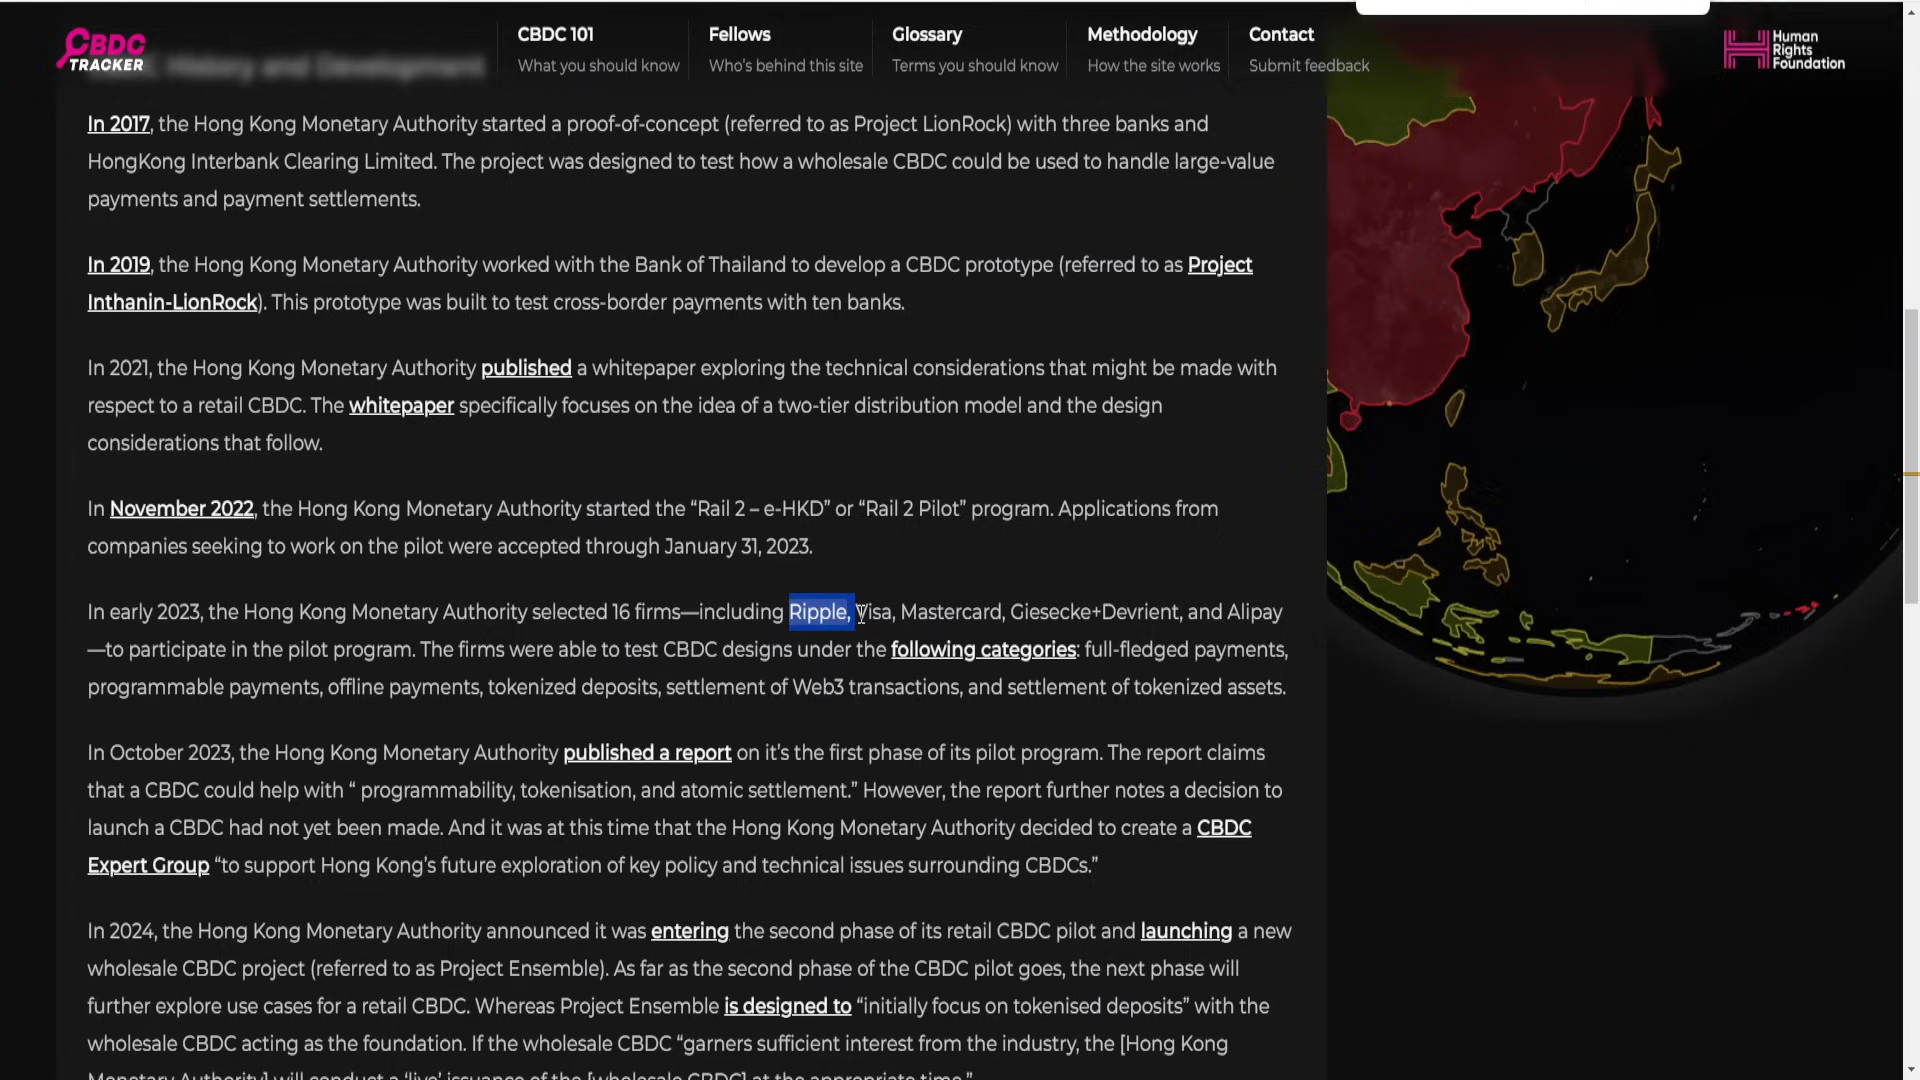 CBDC TRACKER
CBDC 101
What you should know
Fellows
Who's behind this site
Glossary
Terms you should know
Methodology
How the site works
Contact
Submit feedback
Human
Rights
Foundation
History and Development
In 2017, the Hong Kong Monetary Authority started a proof-of-concept (referred to as Project LionRock) with three banks and
HongKong Interbank Clearing Limited. The project was designed to test how a wholesale CBDC could be used to handle large-value
payments and payment settlements.
In 2019, the Hong Kong Monetary Authority worked with the Bank of Thailand to develop a CBDC prototype (referred to as Project
Inthanin-LionRock). This prototype was built to test cross-border payments with ten banks.
In 2021, the Hong Kong Monetary Authority published a whitepaper exploring the technical considerations that might be made with
respect to a retail CBDC. The whitepaper specifically focuses on the idea of a two-tier distribution model and the design
considerations that follow.
In November 2022, the Hong Kong Monetary Authority started the “Rail 2 – e-HKD” or “Rail 2 Pilot” program. Applications from
companies seeking to work on the pilot were accepted through January 31, 2023.
In early 2023, the Hong Kong Monetary Authority selected 16 firms—including Ripple, Visa, Mastercard, Giesecke+Devrient, and Alipay
—to participate in the pilot program. The firms were able to test CBDC designs under the following categories: full-fledged payments,
programmable payments, offline payments, tokenized deposits, settlement of Web3 transactions, and settlement of tokenized assets.
In October 2023, the Hong Kong Monetary Authority published a report on it’s the first phase of its pilot program. The report claims
that a CBDC could help with “ programmability, tokenisation, and atomic settlement.” However, the report further notes a decision to
launch a CBDC had not yet been made. And it was at this time that the Hong Kong Monetary Authority decided to create a CBDC
Expert Group “to support Hong Kong’s future exploration of key policy and technical issues surrounding CBDCs.”
In 2024, the Hong Kong Monetary Authority announced it was entering the second phase of its retail CBDC pilot and launching a new
wholesale CBDC project (referred to as Project Ensemble). As far as the second phase of the CBDC pilot goes, the next phase will
further explore use cases for a retail CBDC. Whereas Project Ensemble is designed to “initially focus on tokenised deposits” with the
wholesale CBDC acting as the foundation. If the wholesale CBDC “garners sufficient interest from the industry, the [Hong Kong
Monetary Authority] will conduct a ‘live’ issuance of the [wholesale CBDC] at the appropriate time.”